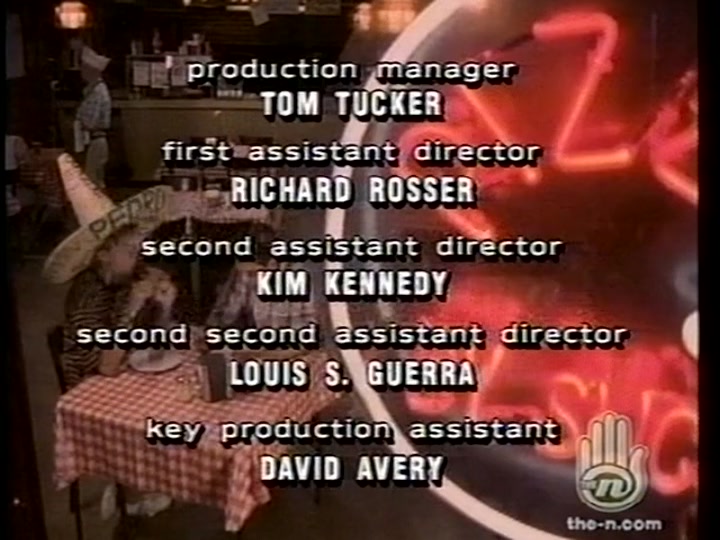 production manager
TOM TUCKER
first assistant director
RICHARD ROSSER
second assistant director
KIM KENNEDY
second second assistant director
LOUIS S. GUERRA
key production assistant
DAVID AVERY
PEDRO
n
the-n.com